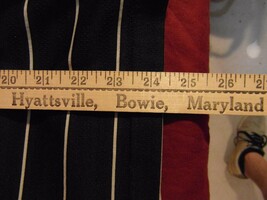 20 21 22 23 24 25 26 2
Hyattsville, Bowie, Maryland